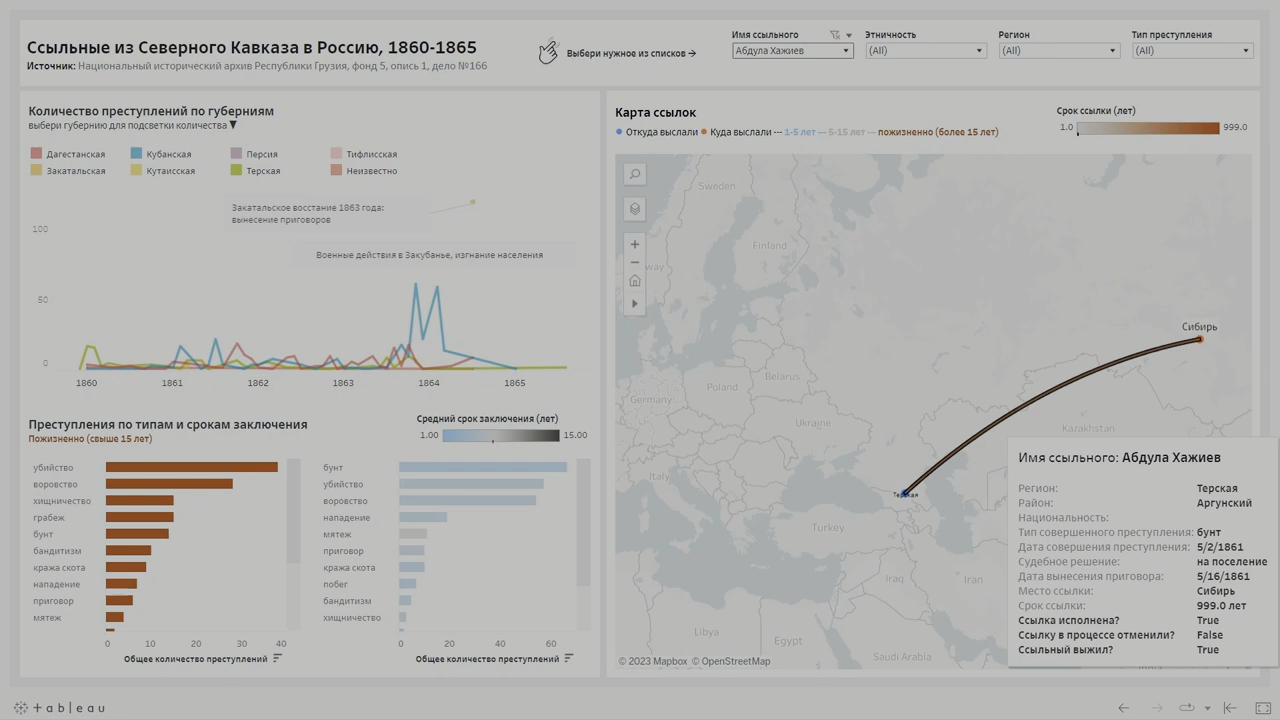 Ссыльные из Северного Кавказа в Россию, 1860-1865
Источник: Национальный исторический архив Республики Грузия, фонд 5, опись 1, дело №166
Выбери нужное из списков →
Имя ссыльного
Абдула Хажиев
Этничность
(All)
Регион
(All)
Тип преступления
(All)
Количество преступлений по губерниям
выбери губернию для подсветки количества ▼
Дагестанская
Кубанская
Персия
Тифлисская
Закатальская
Кутаисская
Терская
Неизвестно
Закатальское восстание 1863 года:
вынесение приговоров
Военные действия в Закубанье, изгнание населения
100
50
0
1860
1861
1862
1863
1864
1865
Преступления по типам и срокам заключения
Пожизненно (свыше 15 лет)
Средний срок заключения (лет)
1.00
15.00
убийство
воровство
хищничество
грабеж
бунт
бандитизм
кража скота
нападение
приговор
мятеж
0
10
20
30
40
Общее количество преступлений
бунт
убийство
воровство
нападение
мятеж
приговор
кража скота
побег
бандитизм
хищничество
0
20
40
60
Общее количество преступлений
Карта ссылок
Откуда выслали
Куда выслали --- 1-5 лет — 5-15 лет — пожизненно (более 15 лет)
Срок ссылки (лет)
1.0
999.0
Sweden
Finland
way
Сибирь
Belarus
Poland
Germany
Ukraine
Kazakhstan
Italy
Терская
Turkey
Iraq
Iran
Libya
Egypt
Saudi Arabia
© 2023 Mapbox © OpenStreetMap
Имя ссыльного: Абдула Хажиев
Регион: Терская
Район: Аргунский
Национальность:
Тип совершенного преступления: бунт
Дата совершения преступления: 5/2/1861
Судебное решение: на поселение
Дата вынесения приговора: 5/16/1861
Место ссылки: Сибирь
Срок ссылки: 999.0 лет
Ссылка исполнена? True
Ссылку в процессе отменили? False
Ссыльный выжил? True
+ableau